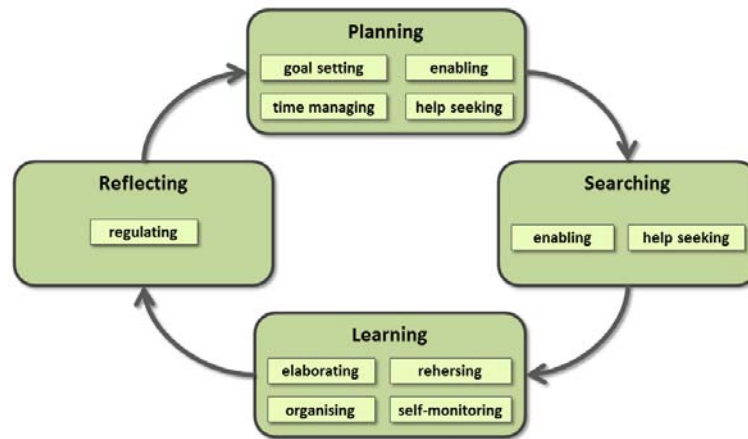 Planning
goal setting
enabling
time managing
help seeking
Reflecting
regulating
Searching
enabling
help seeking
Learning
elaborating
rehersing
organising
self-monitoring